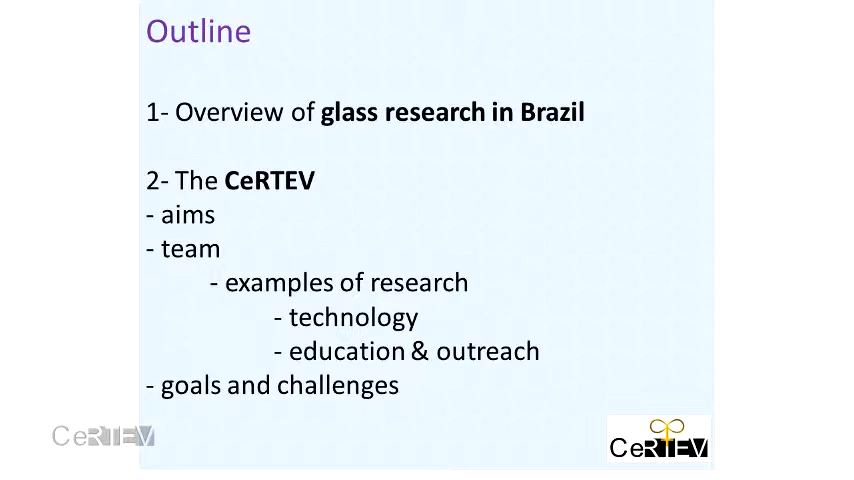 Outline
1- Overview of glass research in Brazil
2- The CeRTEV
- aims
- team
- examples of research
- technology
- education & outreach
- goals and challenges
CeRTEV
CeRTEV